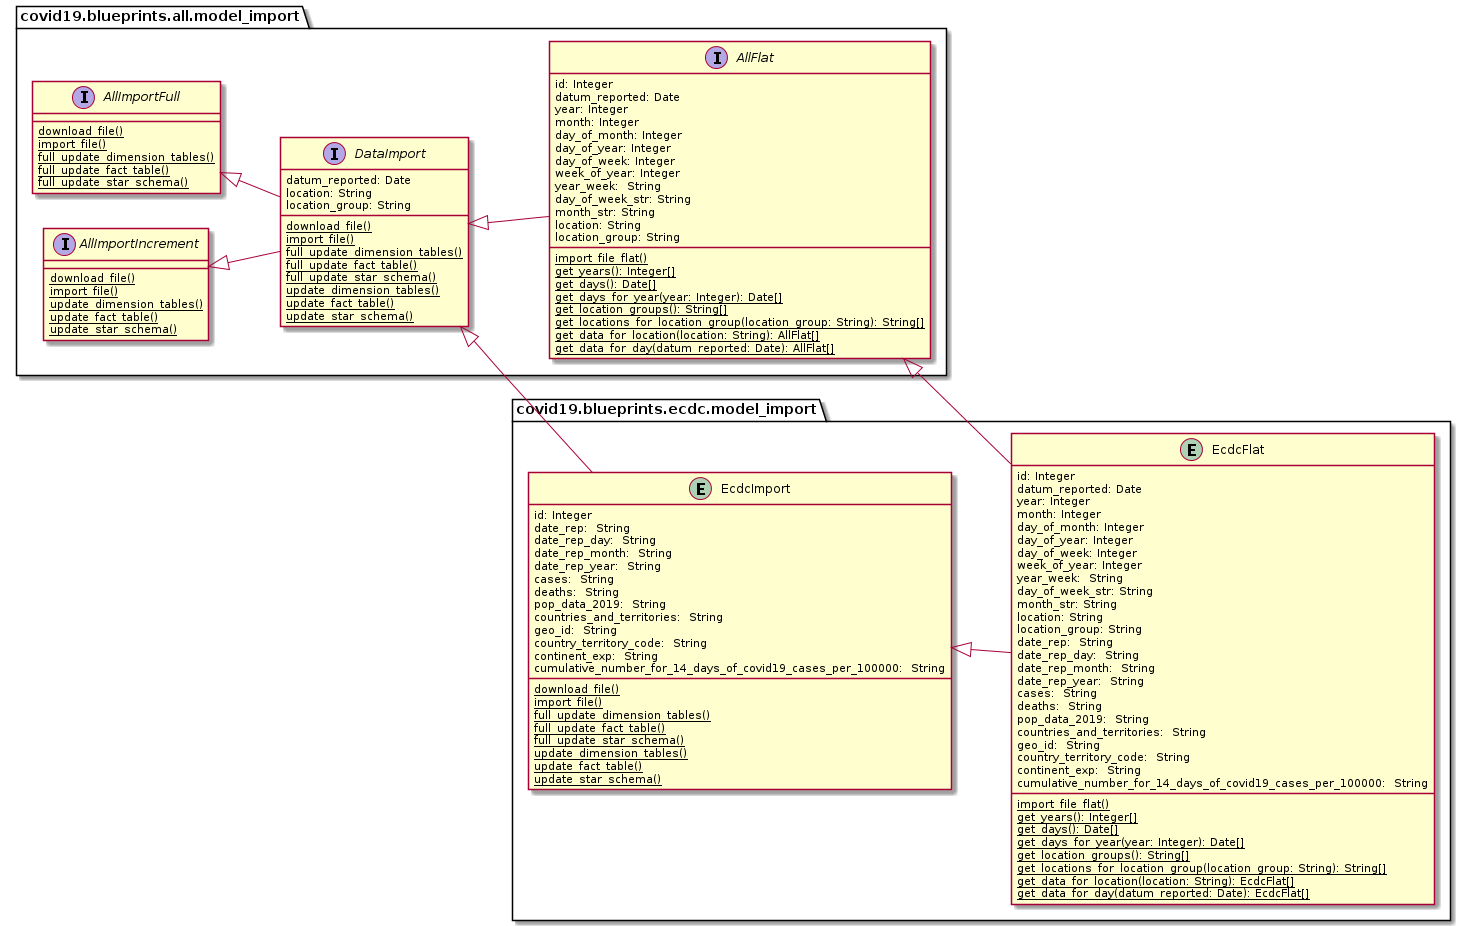 covid19.blueprints.all.model_import
I AllImportFull
download_file()
import_file()
full_update_dimension_tables()
full_update_fact_table()
full_update_star_schema()
I AllImportIncrement
download_file()
import_file()
update_dimension_tables()
update_fact_table()
update_star_schema()
I DataImport
datum_reported: Date
location: String
location_group: String
download_file()
import_file()
full_update_dimension_tables()
full_update_fact_table()
full_update_star_schema()
update_dimension_tables()
update_fact_table()
update_star_schema()
I AllFlat
id: Integer
datum_reported: Date
year: Integer
month: Integer
day_of_month: Integer
day_of_year: Integer
day_of_week: Integer
week_of_year: Integer
year_week: String
day_of_week_str: String
month_str: String
location: String
location_group: String
import_file_flat()
get_years(): Integer[]
get_days(): Date[]
get_days_for_year(year: Integer): Date[]
get_location_groups(): String[]
get_locations_for_location_group(location_group: String): String[]
get_data_for_location(location: String): AllFlat[]
get_data_for_day(datum_reported: Date): AllFlat[]
covid19.blueprints.ecdc.model_import
E EcdcImport
id: Integer
date_rep: String
date_rep_day: String
date_rep_month: String
date_rep_year: String
cases: String
deaths: String
pop_data_2019: String
countries_and_territories: String
geo_id: String
country_territory_code: String
continent_exp: String
cumulative_number_for_14_days_of_covid19_cases_per_100000: String
download_file()
import_file()
full_update_dimension_tables()
full_update_fact_table()
full_update_star_schema()
update_dimension_tables()
update_fact_table()
update_star_schema()
E EcdcFlat
id: Integer
datum_reported: Date
year: Integer
month: Integer
day_of_month: Integer
day_of_year: Integer
day_of_week: Integer
week_of_year: Integer
year_week: String
day_of_week_str: String
month_str: String
location: String
location_group: String
date_rep: String
date_rep_day: String
date_rep_month: String
date_rep_year: String
cases: String
deaths: String
pop_data_2019: String
countries_and_territories: String
geo_id: String
country_territory_code: String
continent_exp: String
cumulative_number_for_14_days_of_covid19_cases_per_100000: String
import_file_flat()
get_years(): Integer[]
get_days(): Date[]
get_days_for_year(year: Integer): Date[]
get_location_groups(): String[]
get_locations_for_location_group(location_group: String): String[]
get_data_for_location(location: String): EcdcFlat[]
get_data_for_day(datum_reported: Date): EcdcFlat[]